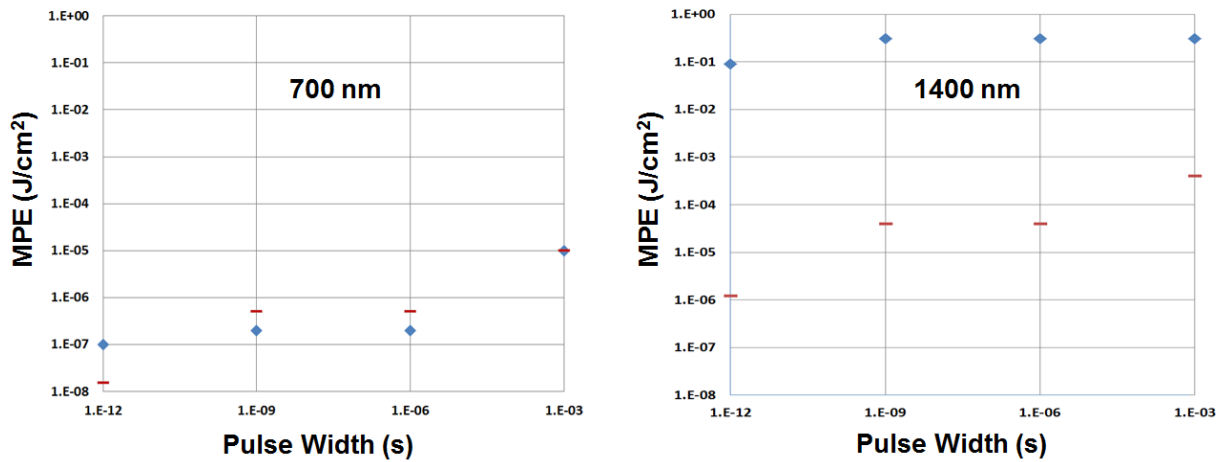 1.E+00
1.E-01
1.E-02
1.E-03
1.E-04
1.E-05
1.E-06
1.E-07
1.E-08
MPE (J/cm²)
700 nm
1.E-12 1.E-09 1.E-06 1.E-03
Pulse Width (s)
1.E+00
1.E-01
1.E-02
1.E-03
1.E-04
1.E-05
1.E-06
1.E-07
1.E-08
MPE (J/cm²)
1400 nm
1.E-12 1.E-09 1.E-06 1.E-03
Pulse Width (s)